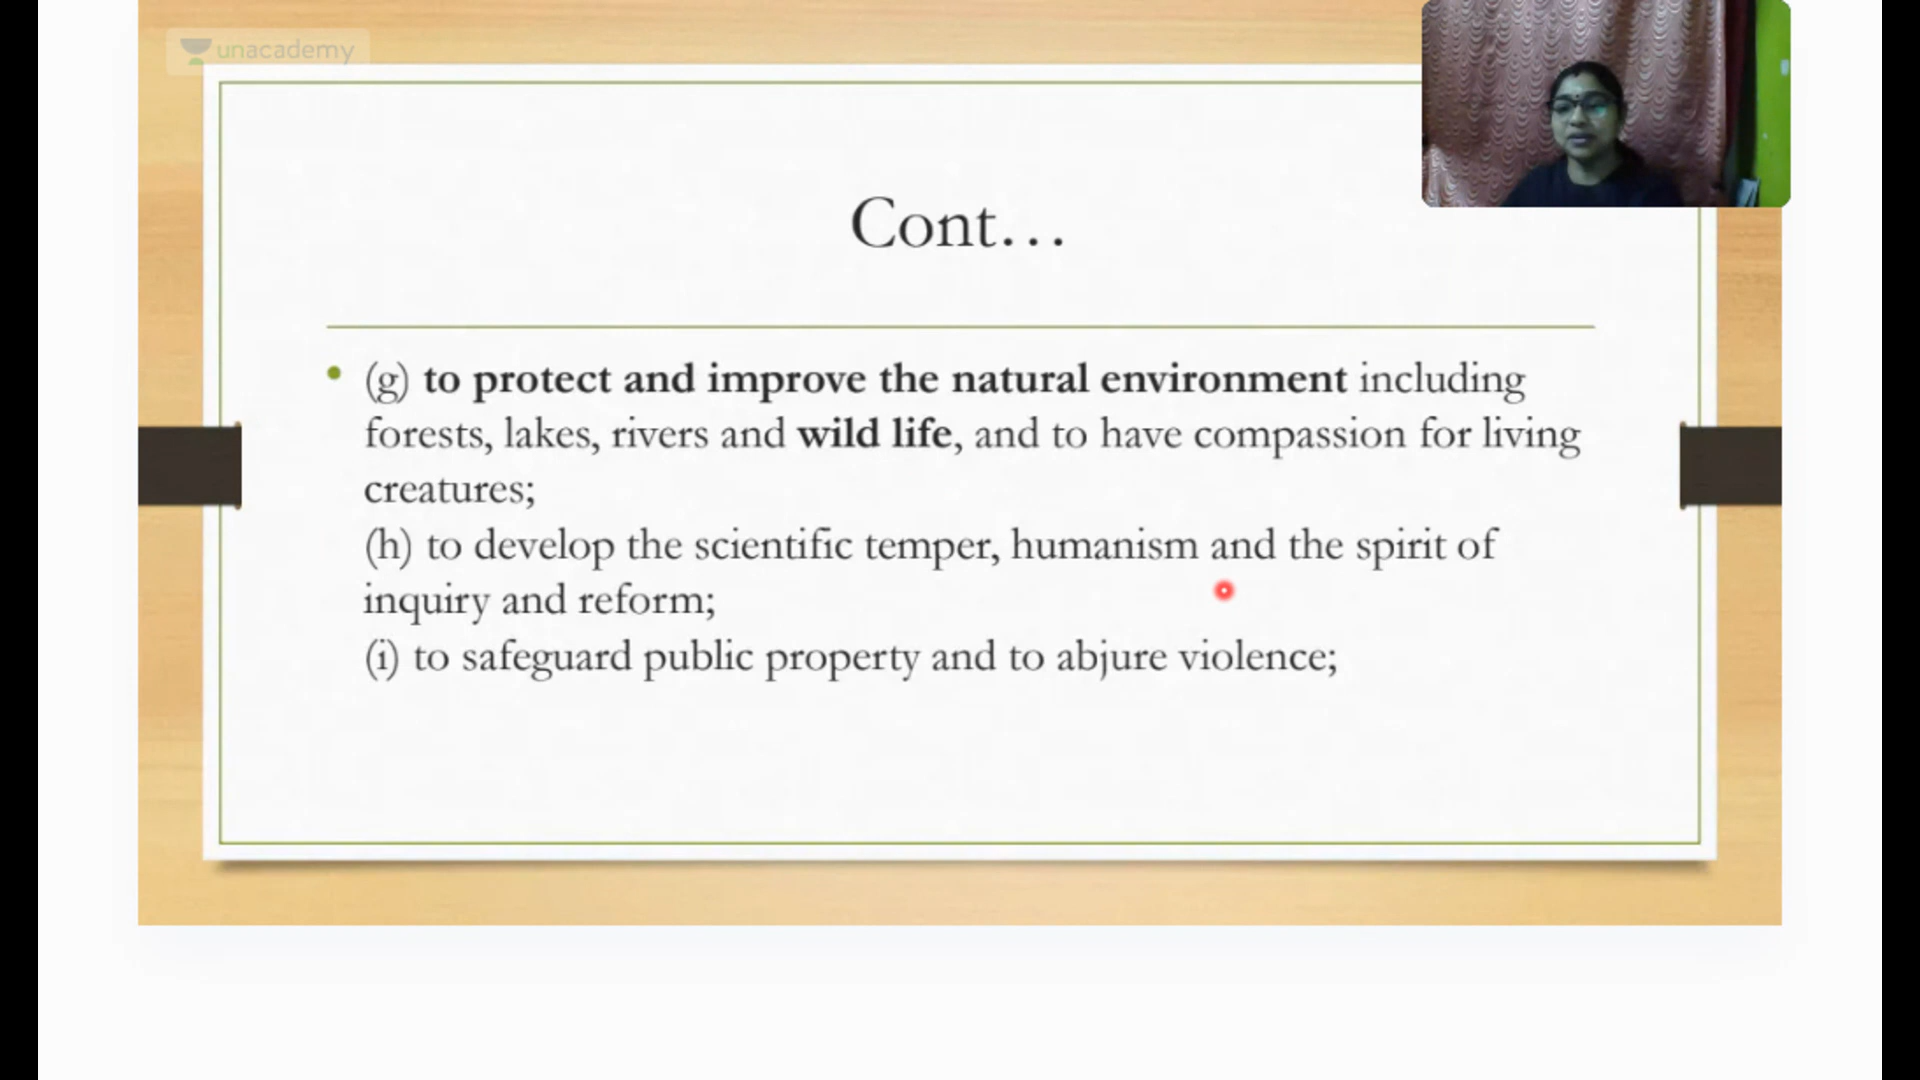 unacademy
Cont...
• (g) to protect and improve the natural environment including
forests, lakes, rivers and wild life, and to have compassion for living
creatures;
(h) to develop the scientific temper, humanism and the spirit of
inquiry and reform;
(i) to safeguard public property and to abjure violence;